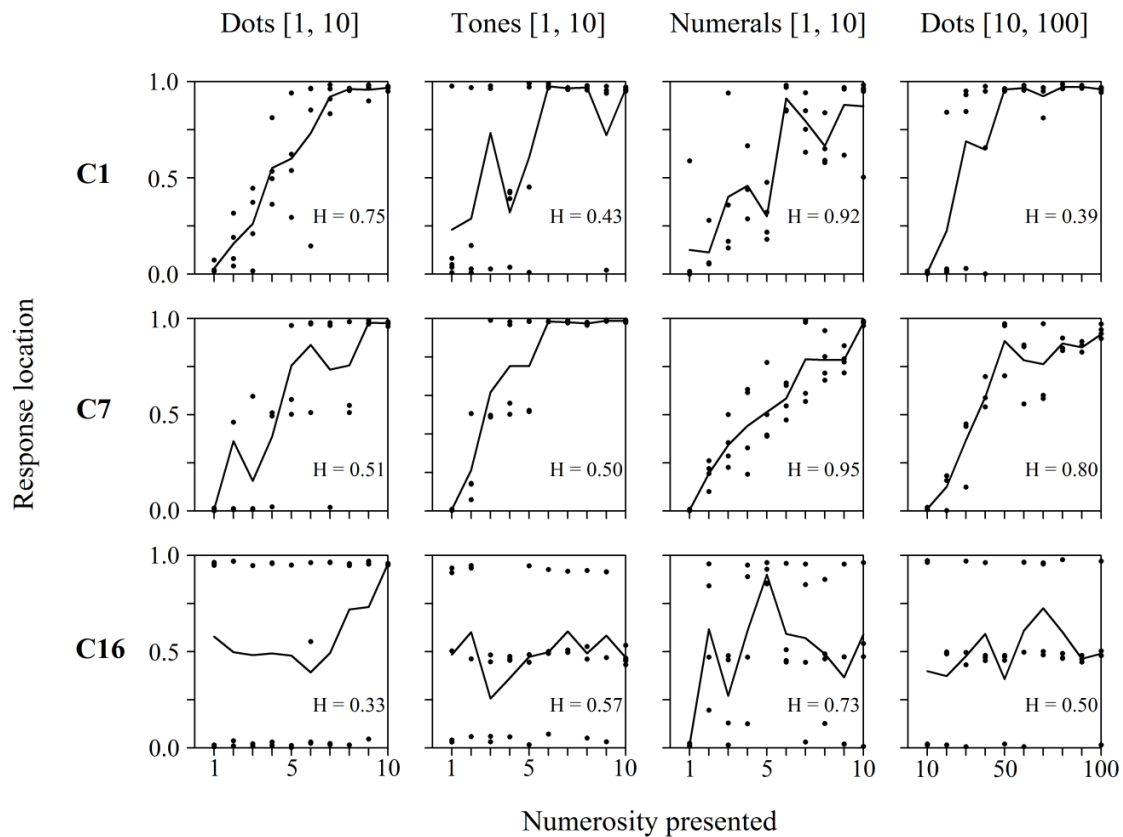 Dots [1, 10] Tones [1, 10] Numerals [1, 10] Dots [10, 100]
1.0
C1 0.5
H = 0.75 H = 0.43 H = 0.92 H = 0.39
0.0
Response location
1.0
C7 0.5
H = 0.51 H = 0.50 H = 0.95 H = 0.80
0.0
1.0
C16 0.5
H = 0.33 H = 0.57 H = 0.73 H = 0.50
0.0
1 5 10 1 5 10 1 5 10 10 50 100
Numerosity presented